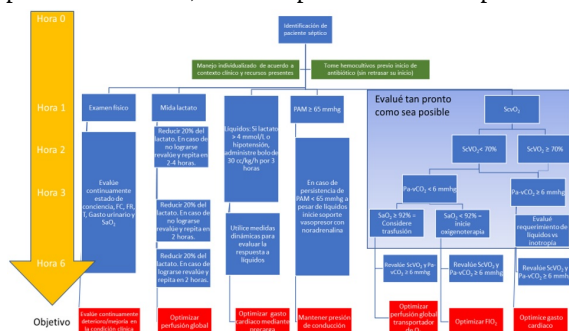 Hora 0
Identificación de
paciente séptico
Manejo individualizado de acuerdo a
contexto clínico y recursos presentes
Tome hemocultivos previo inicio de
antibiótico (sin retrasar su inicio)
Evalué tan pronto
como sea posible
Hora 1
Examen físico
Mida lactato
Líquidos: Si lactato
> 4 mmol/L o
hipotensión,
administre bolo de
30 cc/kg/h por 3
horas
PAM ≥ 65 mmhg
ScvO₂
Hora 2
Reducir 20% del
lactato. En caso de
no lograrse
revalúe y repita en
2-4 horas.
ScVO₂< 70%
ScVO₂ ≥ 70%
Hora 3
Evalúe
continuamente
estado de
conciencia, FC, FR,
T, Gasto urinario y
SaO₂
Reducir 20% del
lactato. En caso de
no lograrse
revalúe y repita en
2 horas.
Utilice medidas
dinámicas para
evaluar la
respuesta a
líquidos
En caso de
persistencia de
PAM < 65 mmhg a
pesar de líquidos
inicie soporte
vasopresor con
noradrenalina
Pa-vCO₂ < 6 mmhg
Pa-vCO₂ ≥ 6 mmhg
SaO₂ ≥ 92% =
Considere
trasfusión
SaO₂ < 92% =
inicie
oxigenoterapia
Evalué
requerimiento de
líquidos vs
inotropía
Hora 6
Reducir 20% del
lactato. En caso de
lograrse revalúe y
repita en 2 horas.
Revalúe ScVO₂ y Pa-
vCO₂ ≥ 6 mmhg
Revalúe ScVO₂ y
Pa-vCO₂ ≥ 6 mmhg
Revalúe ScVO₂ y
Pa-vCO₂ ≥ 6 mmhg
Objetivo
Evalúe continuamente
deterioro/mejoría en
la condición clínica
Optimizar
perfusión global
Optimizar gasto
cardiaco mediante
precarga
Mantener presión
de conducción
Optimizar
perfusión global
transportador de
O₂
Optimizar FIO₂
Optimice gasto
cardíaco